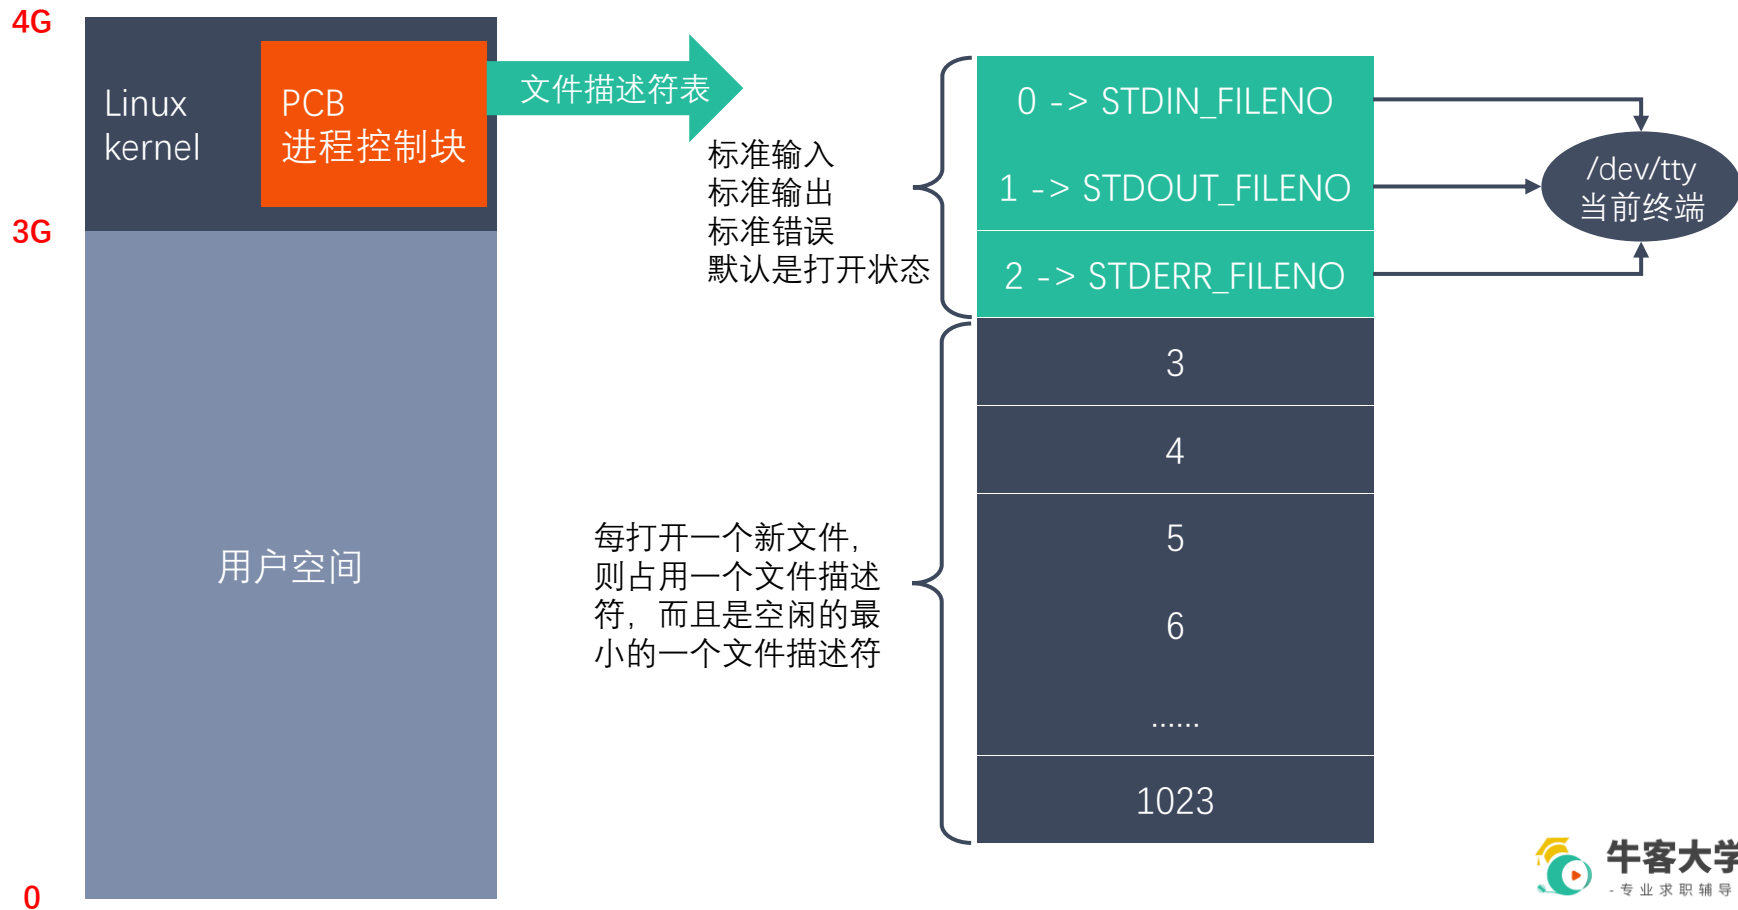 4G
Linux
kernel
PCB
进程控制块
文件描述符表
3G
用户空间
0
标准输入
标准输出
标准错误
默认是打开状态
每打开一个新文件，
则占用一个文件描述
符，而且是空闲的最
小的一个文件描述符
0 -> STDIN_FILENO
1 -> STDOUT_FILENO
2 -> STDERR_FILENO
3
4
5
6
......
1023
/dev/tty
当前终端
牛客大学
-专业求职辅导